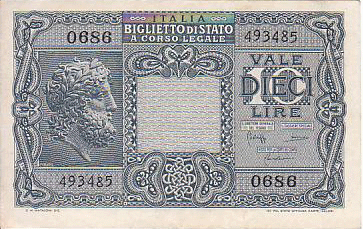 ITALIA
BIGLIETTO DI STATO
A CORSO LEGALE
0686
493485
VALE
DIECI
LIRE
493485
0686